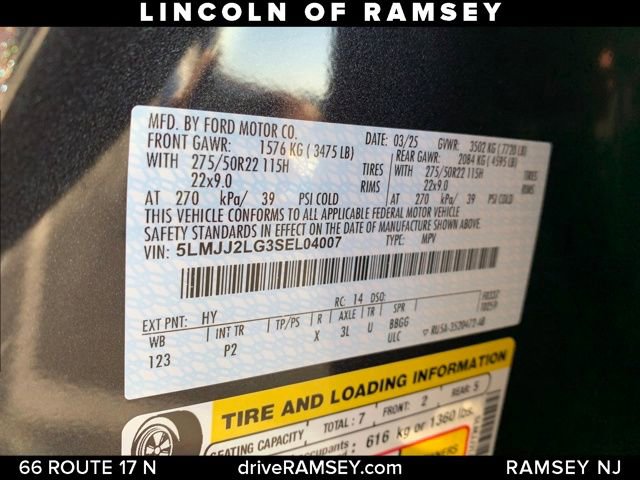 LINCOLN OF RAMSEY
MFD. BY FORD MOTOR CO.
DATE: 03/25 GVWR: 3502 KG ( 7720 LB)
FRONT GAWR: 1576 KG ( 3475 LB)
REAR GAWR: 2084 KG ( 4595 LB)
WITH 275/50R22 115H TIRES
WITH 275/50R22 115H
22x9.0 RIMS
22x9.0
AT 270 kPa/ 39 PSI COLD
AT 270 kPa/ 39 PSI COLD
THIS VEHICLE CONFORMS TO ALL APPLICABLE FEDERAL MOTOR VEHICLE
SAFETY STANDARDS IN EFFECT ON THE DATE OF MANUFACTURE SHOWN ABOVE.
VIN: 5LMJJ2LG3SEL04007 TYPE: MPV
EXT PNT: HY RC: 14 DSO:
WB INT TR TP/PS R AXLE TR SPR
123 P2 X 3L U BBGG
ULC
TIRE AND LOADING INFORMATION
SEATING CAPACITY TOTAL: 7 FRONT: 2 REAR: 5
616 kg or 1360 lbs.
66 ROUTE 17 N driveRAMSEY.com RAMSEY NJ